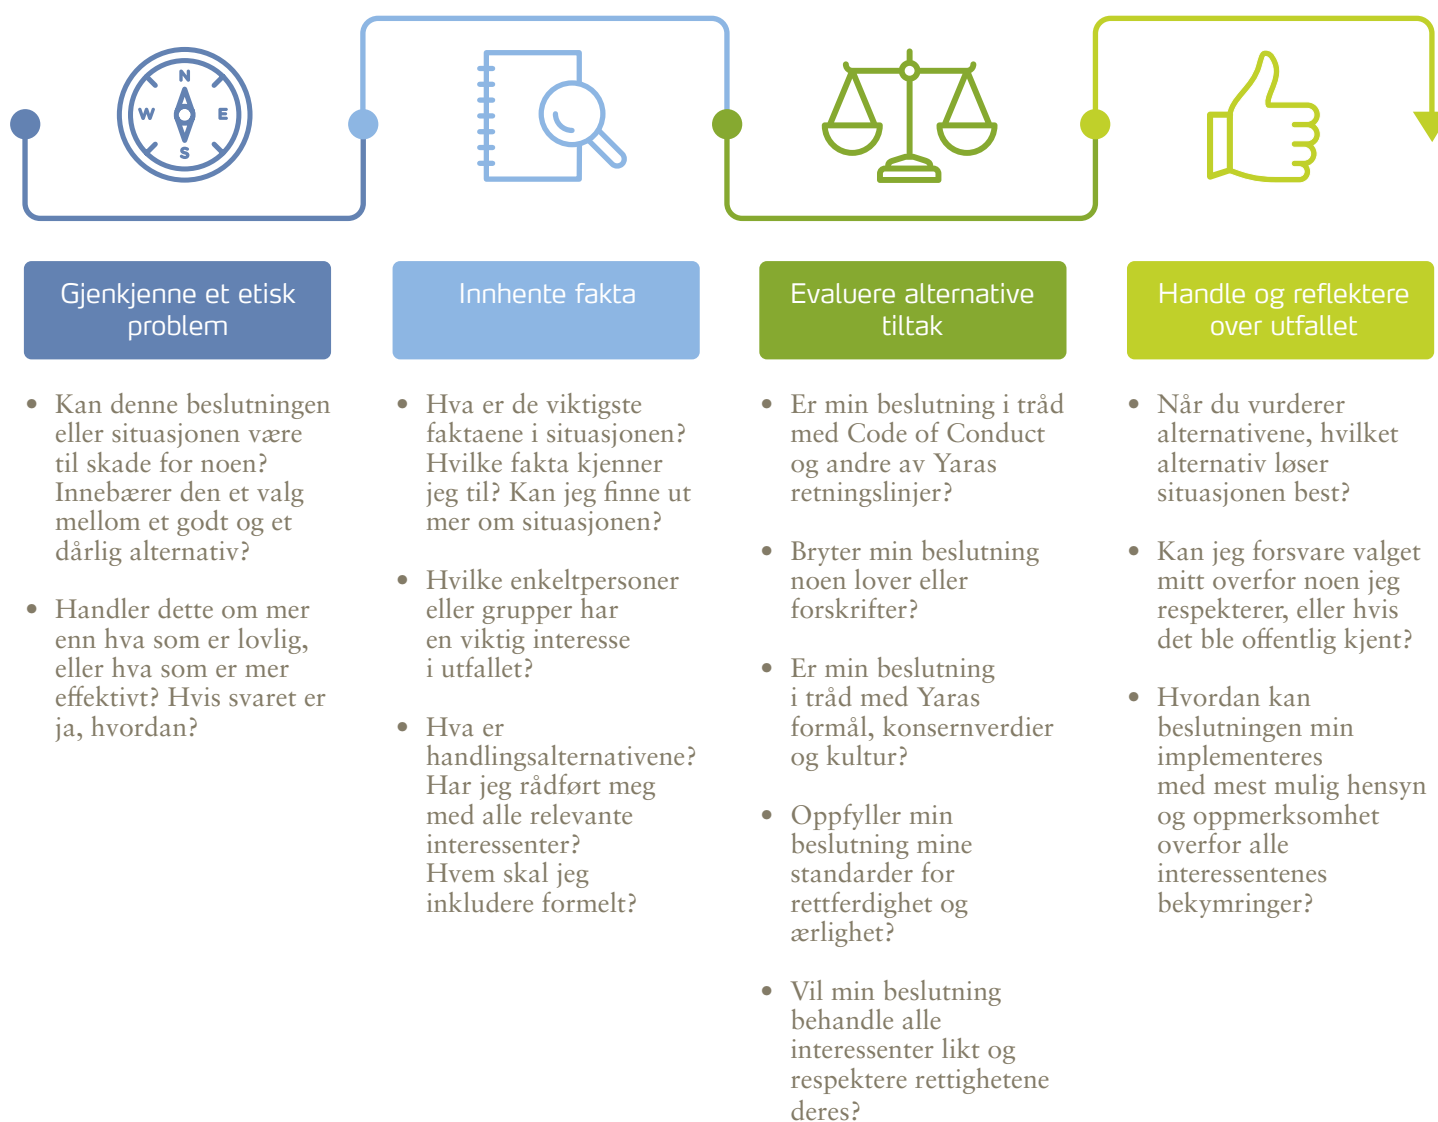 N
W
E
S
Gjenkjenne et etisk
problem
• Kan denne beslutningen
eller situasjonen være
til skade for noen?
Innebærer den et valg
mellom et godt og et
dårlig alternativ?
• Handler dette om mer
enn hva som er lovlig,
eller hva som er mer
effektivt? Hvis svaret er
ja, hvordan?
Innhente fakta
• Hva er de viktigste
faktaene i situasjonen?
Hvilke fakta kjenner
jeg til? Kan jeg finne ut
mer om situasjonen?
• Hvilke enkeltpersoner
eller grupper har
en viktig interesse
i utfallet?
• Hva er
handlingsalternativene?
Har jeg rådført meg
med alle relevante
interessenter?
Hvem skal jeg
inkludere formelt?
Evaluere alternative
tiltak
• Er min beslutning i tråd
med Code of Conduct
og andre av Yaras
retningslinjer?
• Bryter min beslutning
noen lover eller
forskrifter?
• Er min beslutning
i tråd med Yaras
formål, konsernverdier
og kultur?
• Oppfyller min
beslutning mine
standarder for
rettferdighet og
ærlighet?
• Vil min beslutning
behandle alle
interessenter likt og
respektere rettighetene
deres?
Handle og reflektere
over utfallet
• Når du vurderer
alternativene, hvilket
alternativ løser
situasjonen best?
• Kan jeg forsvare valget
mitt overfor noen jeg
respekterer, eller hvis
det ble offentlig kjent?
• Hvordan kan
beslutningen min
implementeres
med mest mulig hensyn
og oppmerksomhet
overfor alle
interessentenes
bekymringer?